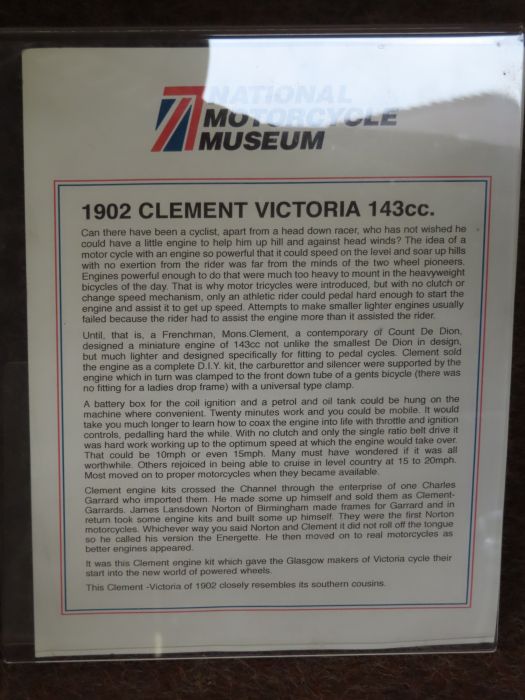 NATIONAL
MOTORCYCLE
MUSEUM
1902 CLEMENT VICTORIA 143cc.
Can there have been a cyclist, apart from a head down racer, who has not wished he
could have a little engine to help him up hill and against head winds? The idea of a
motor cycle with an engine so powerful that it could speed on the level and soar up hills
with no exertion from the rider was far from the minds of the two wheel pioneers.
Engines powerful enough to do that were much too heavy to mount in the heavyweight
bicycles of the day. That is why motor tricycles were introduced, but with no clutch or
change speed mechanism, only an athletic rider could pedal hard enough to start the
engine and assist it to get up speed. Attempts to make smaller lighter engines usually
failed because the rider had to assist the engine more than it assisted the rider.
Until, that is, a Frenchman, Mons.Clement, a contemporary of Count De Dion,
designed a miniature engine of 143cc not unlike the smallest De Dion in design,
but much lighter and designed specifically for fitting to pedal cycles. Clement sold
the engine as a complete D.I.Y. kit, the carburettor and silencer were supported by the
engine which in turn was clamped to the front down tube of a gents bicycle (there was
no fitting for a ladies drop frame) with a universal type clamp.
A battery box for the coil ignition and a petrol and oil tank could be hung on the
machine where convenient. Twenty minutes work and you could be mobile. It would
take you much longer to learn how to coax the engine into life with throttle and ignition
controls, pedalling hard the while. With no clutch and only the single ratio belt drive it
was hard work working up to the optimum speed at which the engine would take over.
That could be 10mph or even 15mph. Many must have wondered if it was all
worthwhile. Others rejoiced in being able to cruise in level country at 15 to 20mph.
Most moved on to proper motorcycles when they became available.
Clement engine kits crossed the Channel through the enterprise of one Charles
Garrard who imported them. He made some up himself and sold them as Clement-
Garrards. James Lansdown Norton of Birmingham made frames for Garrard and in
return took some engine kits and built some up himself. They were the first Norton
motorcycles. Whichever way you said Norton and Clement it did not roll off the tongue
so he called his version the Energette. He then moved on to real motorcycles as
better engines appeared.
It was this Clement engine kit which gave the Glasgow makers of Victoria cycle their
start into the new world of powered wheels.
This Clement -Victoria of 1902 closely resembles its southern cousins.